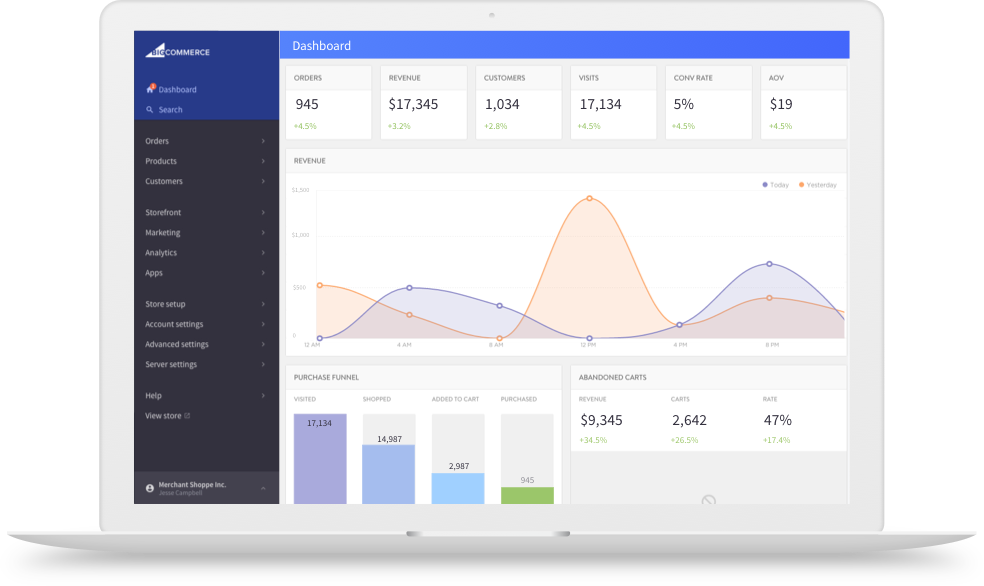 BIGCOMMERCE
Dashboard
1
Dashboard
Search
Orders
Products
Customers
Storefront
Marketing
Analytics
Apps
Store setup
Account settings
Advanced settings
Server settings
Help
View store
Merchant Shoppe Inc.
Jesse Campbell
ORDERS
945
+4.5%
REVENUE
$17,345
+3.2%
CUSTOMERS
1,034
+2.8%
VISITS
17,134
+4.5%
CONV RATE
5%
+4.5%
AOV
$19
+4.5%
REVENUE
Today Yesterday
$1,500
$1,000
$500
0
12 AM 4 AM 8 AM 12 PM 4 PM 8 PM
PURCHASE FUNNEL
VISITED SHOPPED ADDED TO CART PURCHASED
17,134
14,987
2,987
945
ABANDONED CARTS
REVENUE CARTS RATE
$9,345 2,642 47%
+34.5% +26.5% +17.4%